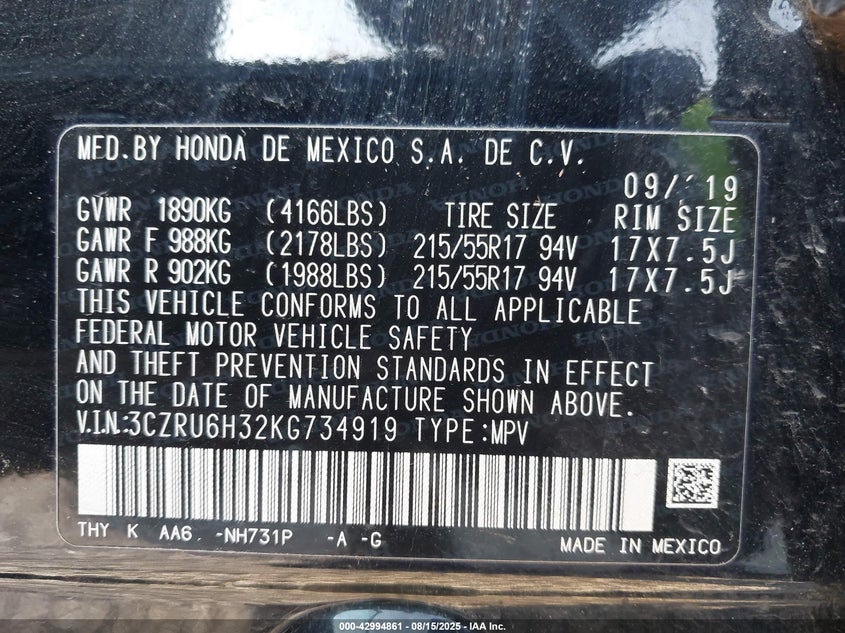 MFD. BY HONDA DE MEXICO S.A. DE C.V.
09/ 19
GVWR 1890KG (4166LBS) TIRE SIZE RIM SIZE
GAWR F 988KG (2178LBS) 215/55R17 94V 17X7.5J
GAWR R 902KG (1988LBS) 215/55R17 94V 17X7.5J
THIS VEHICLE CONFORMS TO ALL APPLICABLE
FEDERAL MOTOR VEHICLE SAFETY
AND THEFT PREVENTION STANDARDS IN EFFECT
ON THE DATE OF MANUFACTURE SHOWN ABOVE.
V.I.N.:3CZRU6H32KG734919 TYPE:MPV
THY K AA6 -NH731P -A -G
MADE IN MEXICO
000-42994861 - 08/15/2025 - IAA Inc.